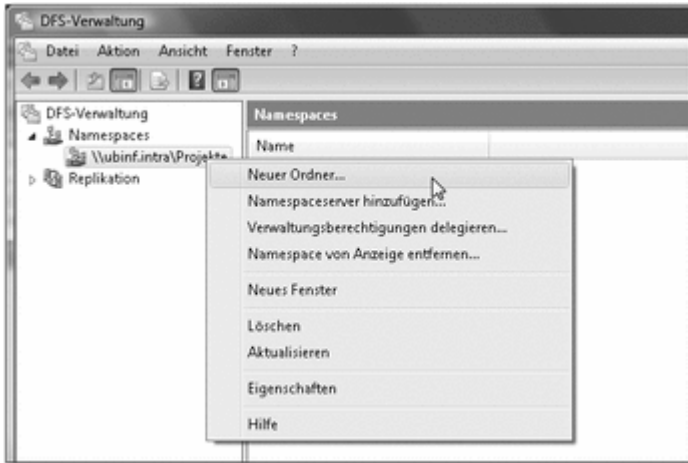 DFS-Verwaltung
Datei Aktion Ansicht Fenster ?
DFS-Verwaltung
Namespaces
\\ubinf.intra\Projekte
Replikation
Namespaces
Name
Neuer Ordner...
Namespaceserver hinzufügen...
Verwaltungsberechtigungen delegieren...
Namespace von Anzeige entfernen...
Neues Fenster
Löschen
Aktualisieren
Eigenschaften
Hilfe